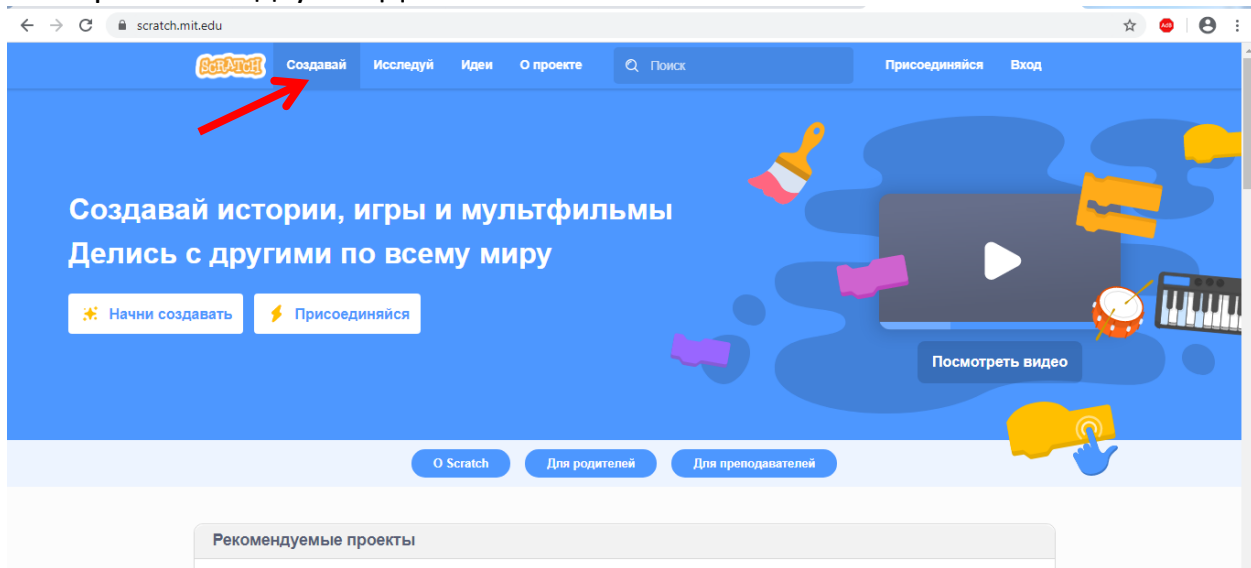 scratch.mit.edu
SCRATCH Создавай Исследуй Идеи О проекте Поиск Присоединяйся Вход
Создавай истории, игры и мультфильмы
Делись с другими по всему миру
Начни создавать Присоединяйся
Посмотреть видео
О Scratch Для родителей Для преподавателей
Рекомендуемые проекты